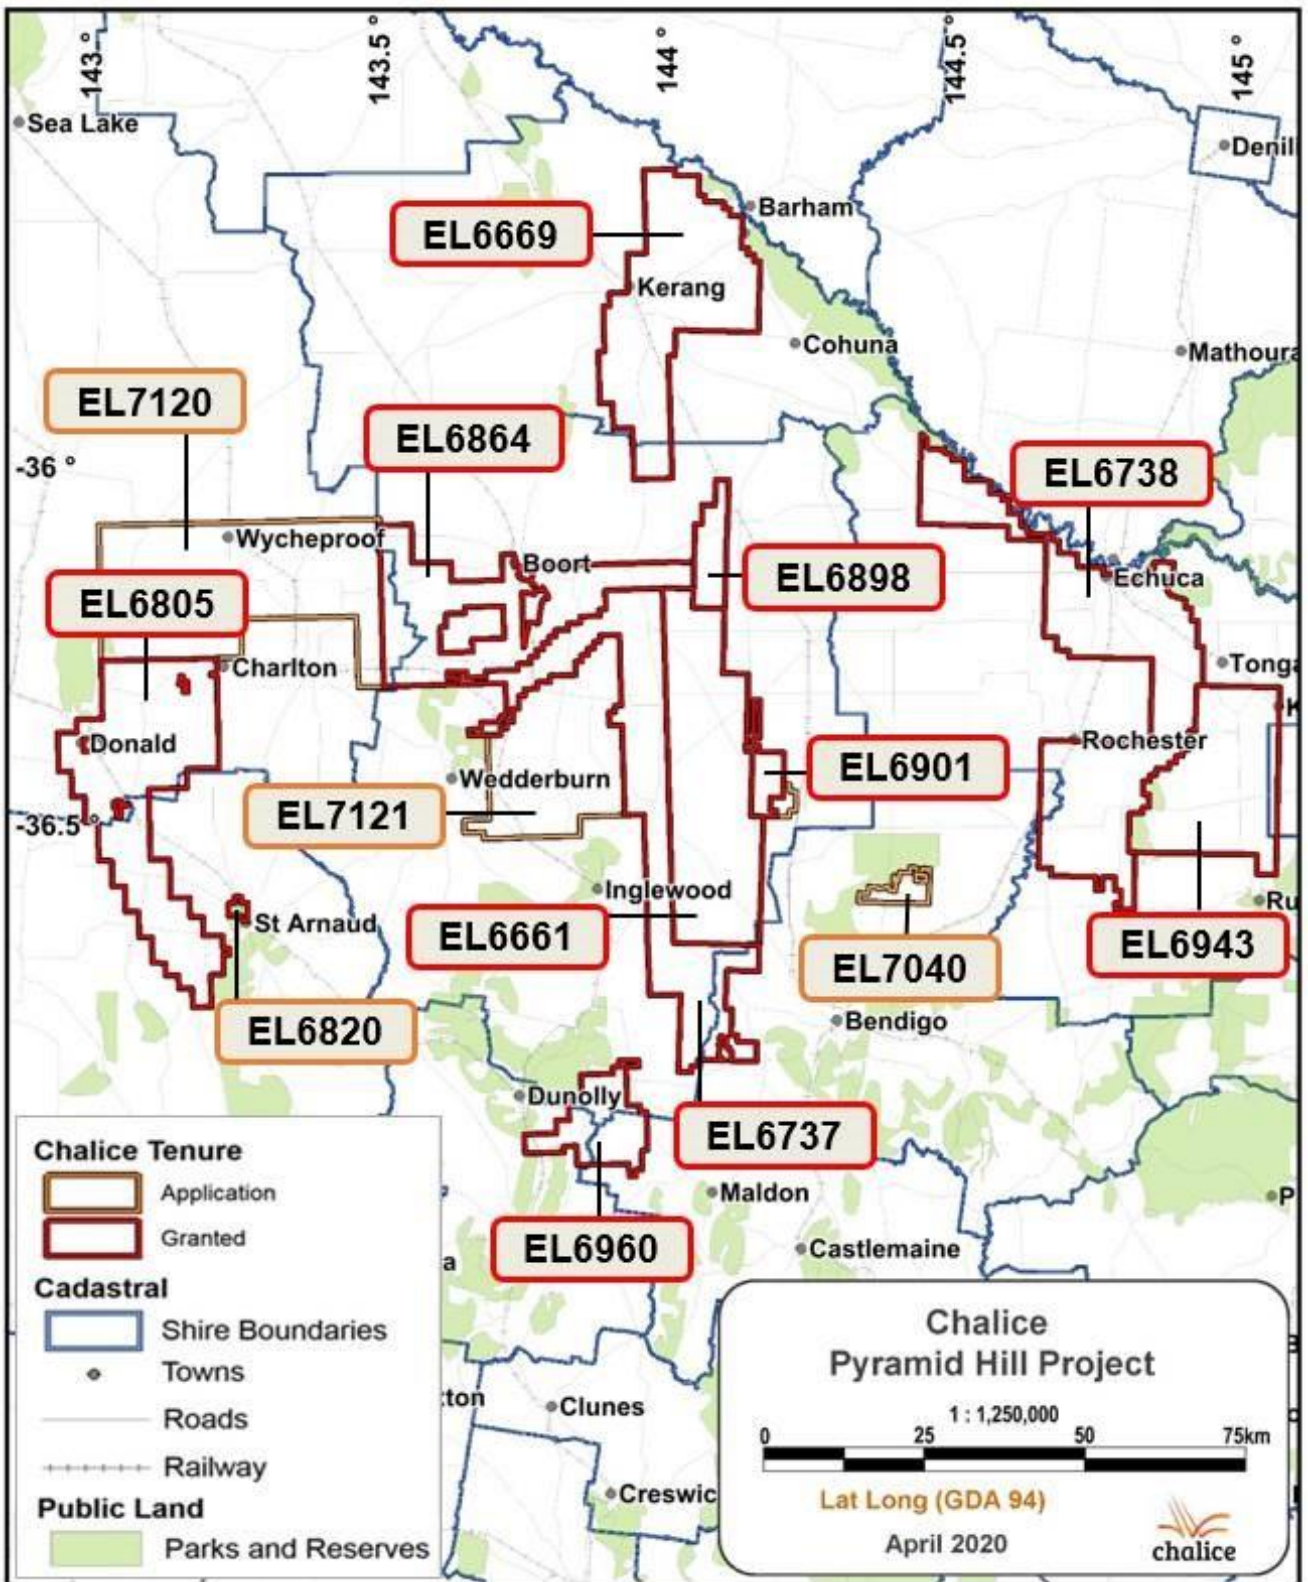 143 °
143.5 °
144 °
144.5 °
145 °
Sea Lake
Denili
Barham
EL6669
Kerang
Cohuna
Mathoura
EL7120
EL6864
-36 °
EL6738
Wycheproof
Boort
EL6898
Echuca
EL6805
Charlton
Tonga
K
Donald
Rochester
Wedderburn
EL6901
EL7121
-36.5 °
Inglewood
Ru
St Arnaud
EL6661
EL6943
EL7040
EL6820
Bendigo
Dunolly
EL6737
Maldon
P
EL6960
Castlemaine
a
tton
Clunes
Creswic
Chalice Tenure
Application
Granted
Cadastral
Shire Boundaries
Towns
Roads
Railway
Public Land
Parks and Reserves
Chalice
Pyramid Hill Project
1 : 1,250,000
0 25 50 75km
Lat Long (GDA 94)
April 2020
chalice